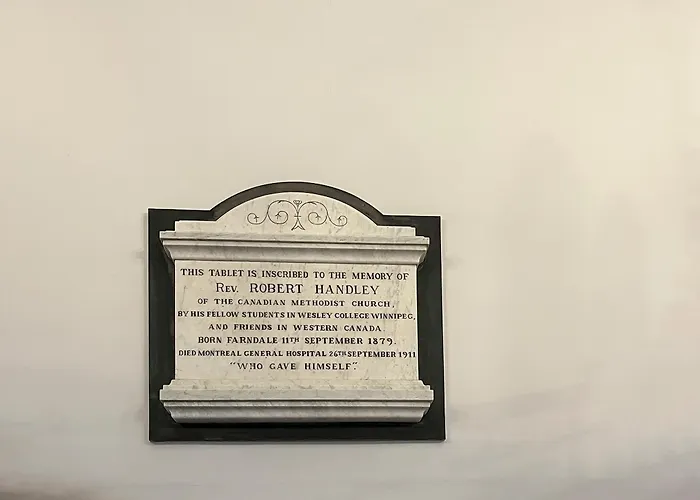 THIS TABLET IS INSCRIBED TO THE MEMORY OF
REV. ROBERT HANDLEY
OF THE CANADIAN METHODIST CHURCH,
BY HIS FELLOW STUDENTS IN WESLEY COLLEGE WINNIPEG,
AND FRIENDS IN WESTERN CANADA.
BORN FARNDALE 11TH SEPTEMBER 1879.
DIED MONTREAL GENERAL HOSPITAL 26TH SEPTEMBER 1911
"WHO GAVE HIMSELF".